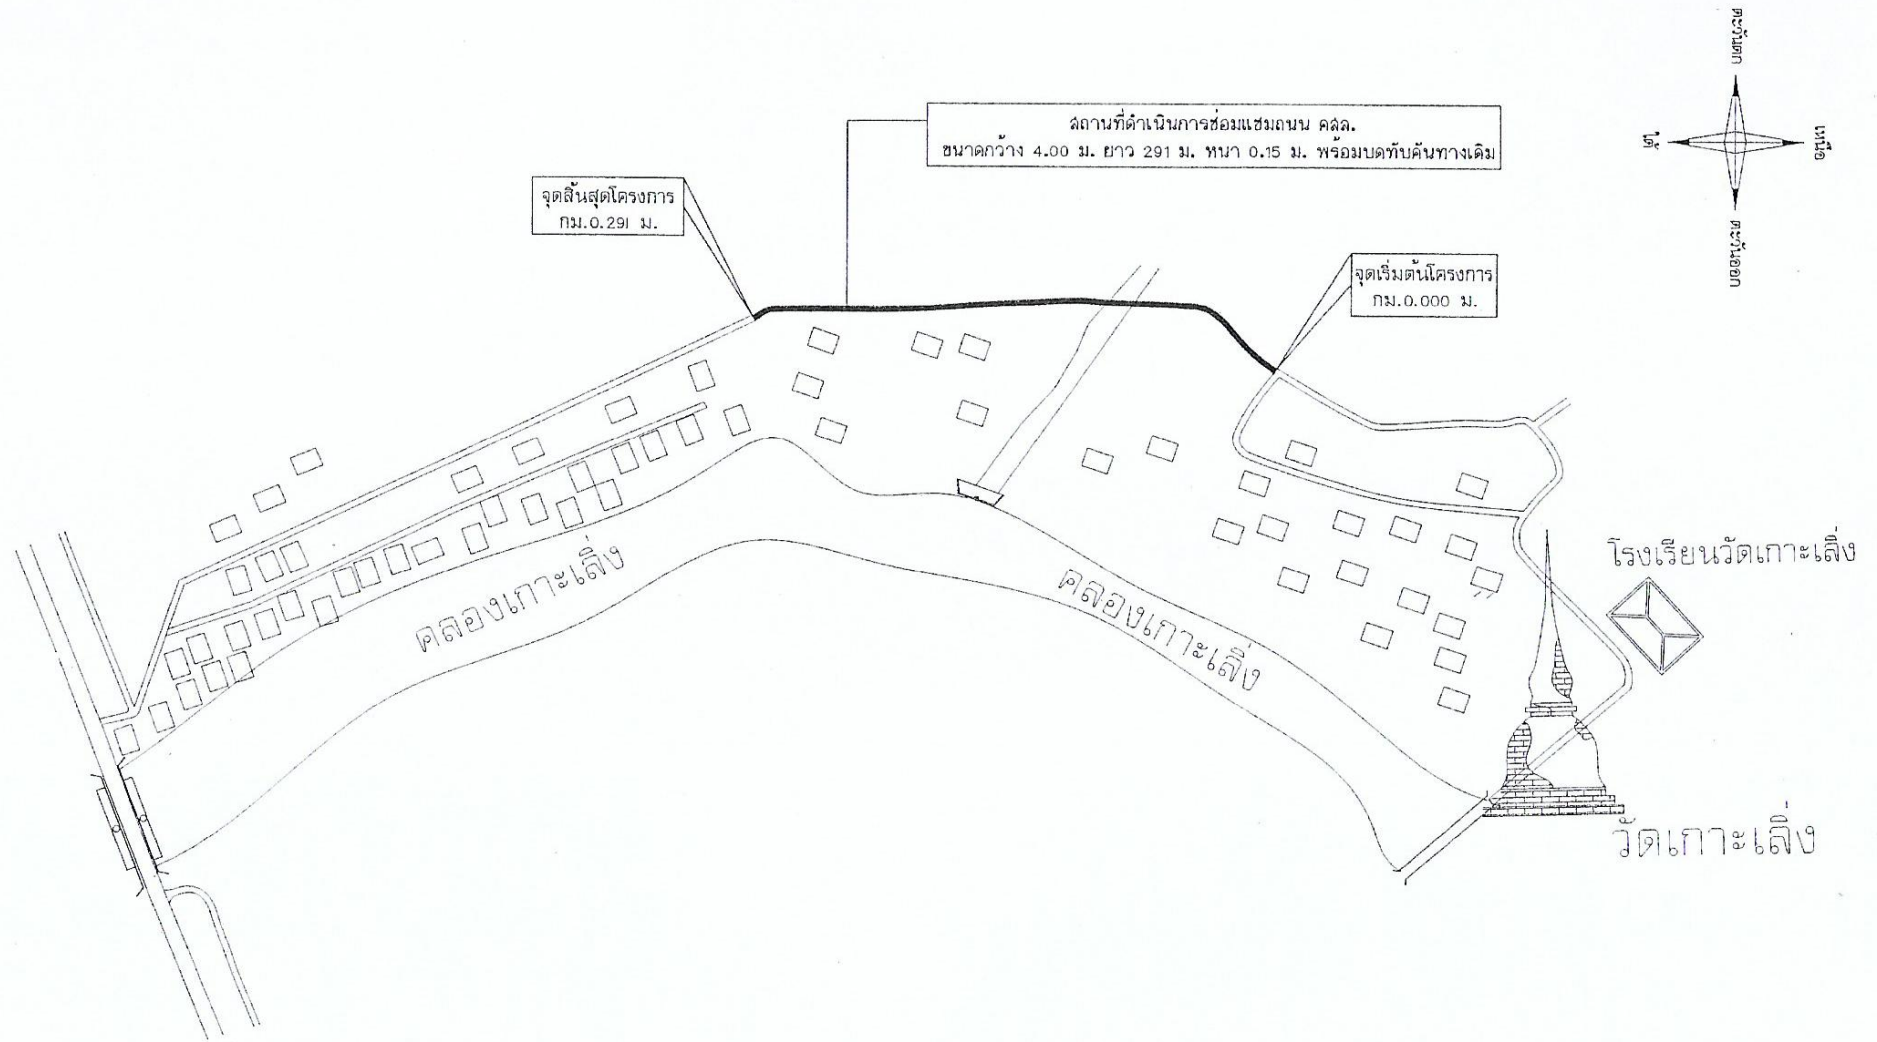 ตะวันตก
เหนือ
ใต้
ตะวันออก
สถานที่ดำเนินการซ่อมแซมถนน คสล.
ขนาดกว้าง 4.00 ม. ยาว 291 ม. หนา 0.15 ม. พร้อมบดทับคันทางเดิม
จุดสิ้นสุดโครงการ
กม.0.291 ม.
จุดเริ่มต้นโครงการ
กม.0.000 ม.
โรงเรียนวัดเกาะเลิ่ง
คลองเกาะเลิ่ง
คลองเกาะเลิ่ง
วัดเกาะเลิ่ง